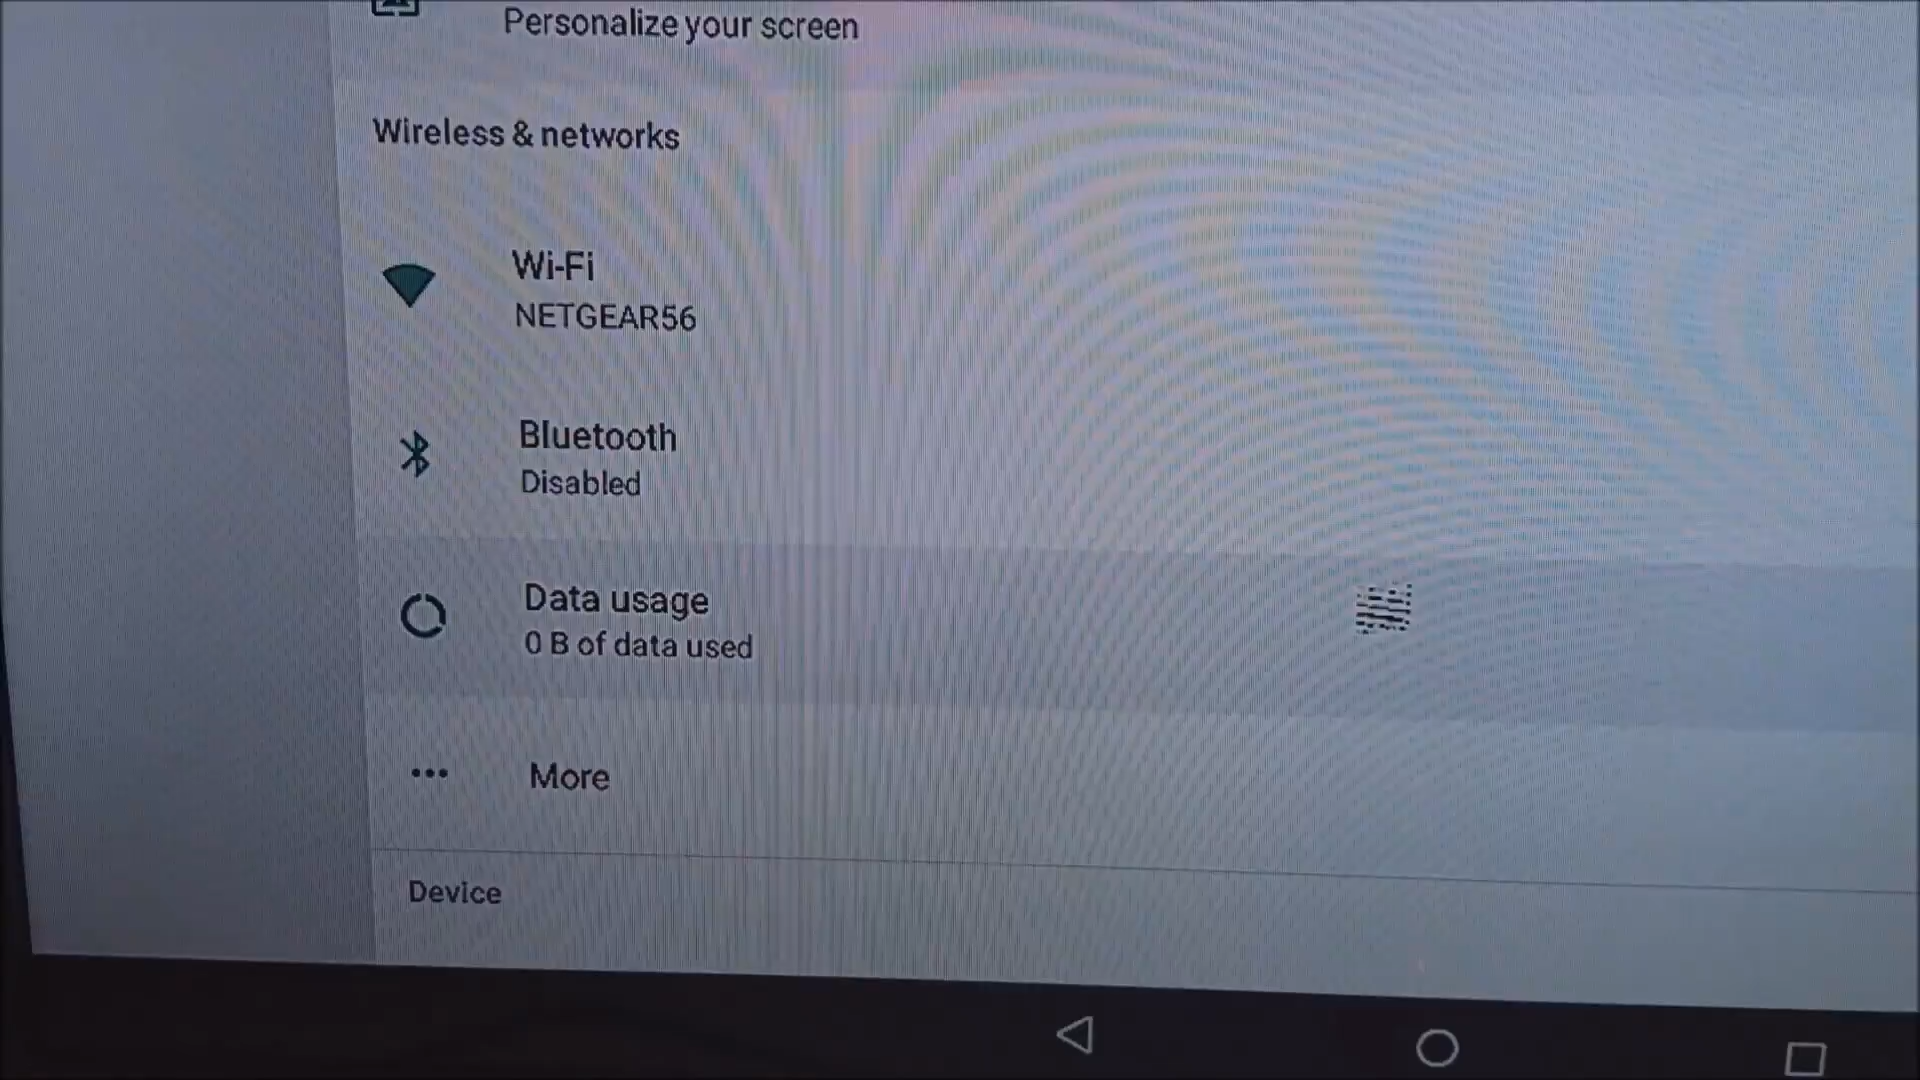 Personalize your screen
Wireless & networks
Wi-Fi
NETGEAR56
Bluetooth
Disabled
Data usage
0 B of data used
More
Device